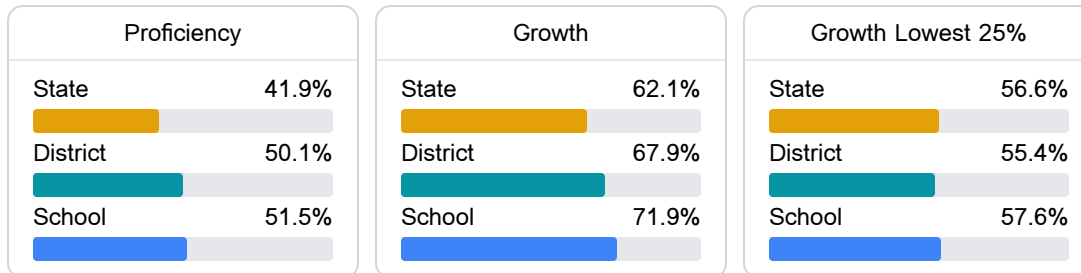 Proficiency
State 41.9%
District 50.1%
School 51.5%
Growth
State 62.1%
District 67.9%
School 71.9%
Growth Lowest 25%
State 56.6%
District 55.4%
School 57.6%